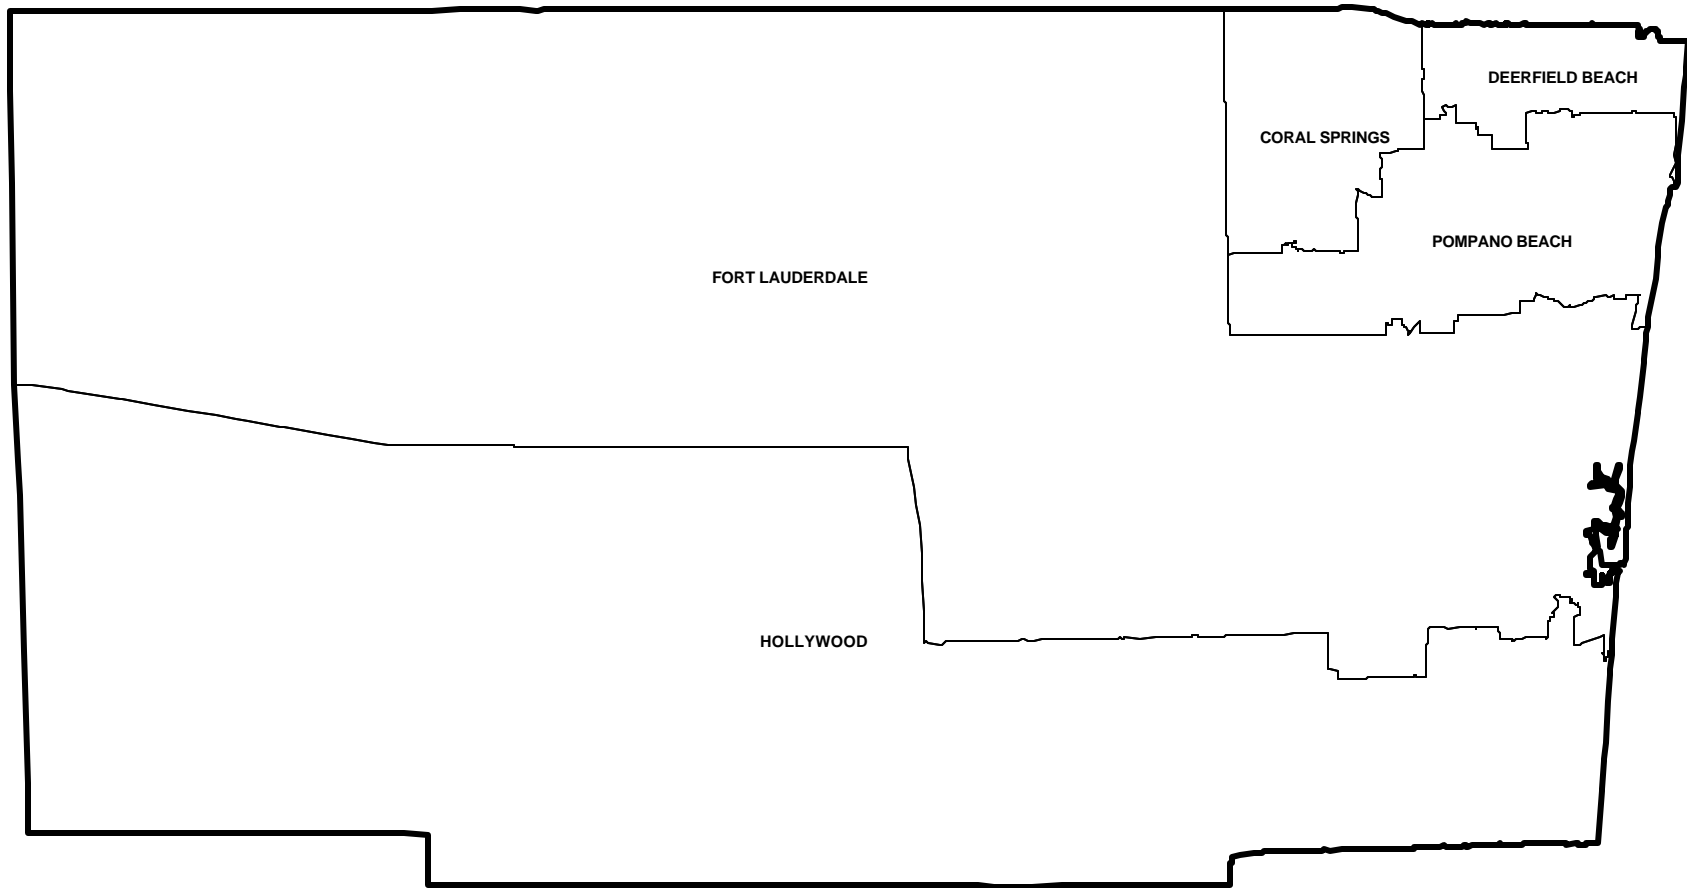 DEERFIELD BEACH
CORAL SPRINGS
POMPANO BEACH
FORT LAUDERDALE
HOLLYWOOD